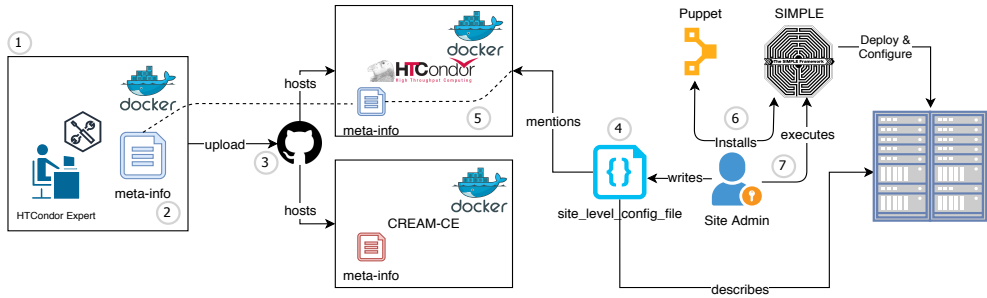 1
docker
HTCondor Expert
meta-info
2
upload
3
hosts
hosts
docker
HTCondor
High Throughput Computing
meta-info
5
docker
CREAM-CE
meta-info
mentions
4
site_level_config_file
writes
describes
Puppet
SIMPLE
The SIMPLE Framework
6
Installs
executes
7
Site Admin
Deploy &
Configure